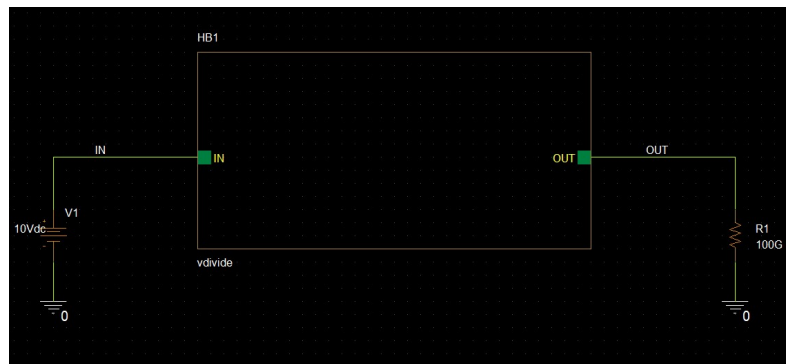 HB1
IN
IN
OUT
OUT
V1
10Vdc
+
-
R1
100G
vdivide
0
0